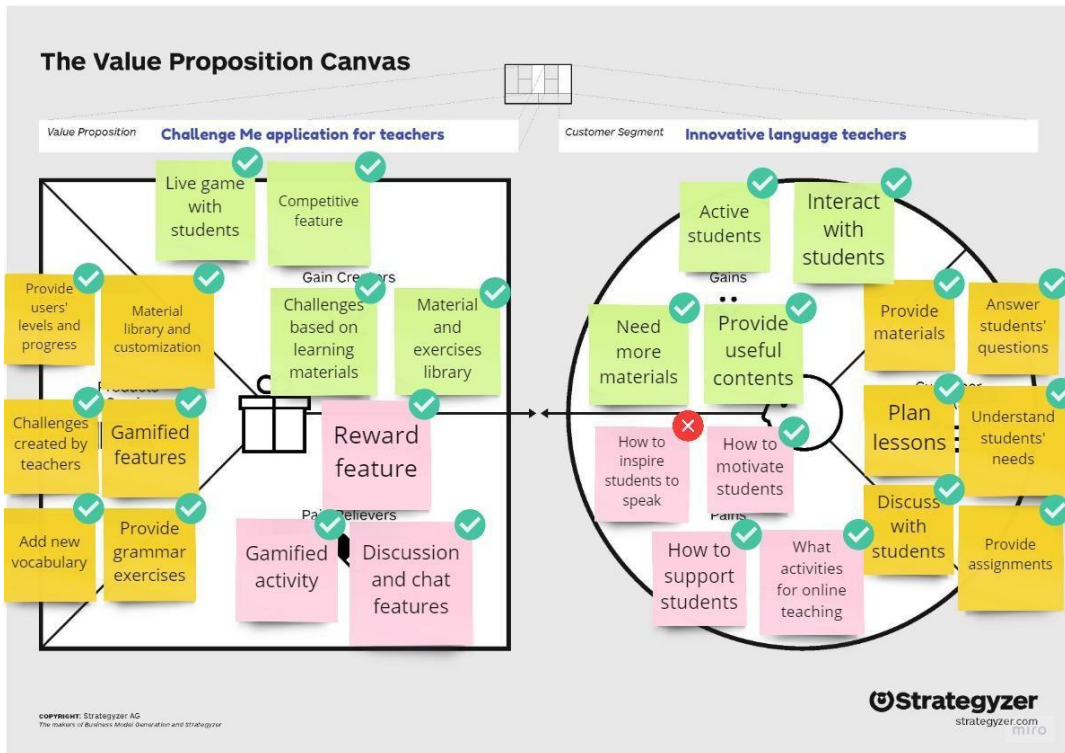 The Value Proposition Canvas
Value Proposition
Challenge Me application for teachers
Customer Segment
Innovative language teachers
Live game
with
students
Competitive
feature
Gain Creators
Provide
users'
levels and
progress
Material
library and
customization
Challenges
based on
learning
materials
Material
and
exercises
library
Products
Challenges
created by
teachers
Gamified
features
Reward
feature
Add new
vocabulary
Provide
grammar
exercises
Pain Relievers
Gamified
activity
Discussion
and chat
features
Active
students
Interact
with
students
Gains
Need
more
materials
Provide
useful
contents
Provide
materials
Answer
students'
questions
Plan
lessons
Understand
students'
needs
How to
inspire
students to
speak
How to
motivate
students
Pains
Discuss
with
students
Provide
assignments
How to
support
students
What
activities
for online
teaching
COPYRIGHT: Strategyzer AG
The makers of Business Model Generation and Strategyzer
Strategyzer
strategyzer.com
miro